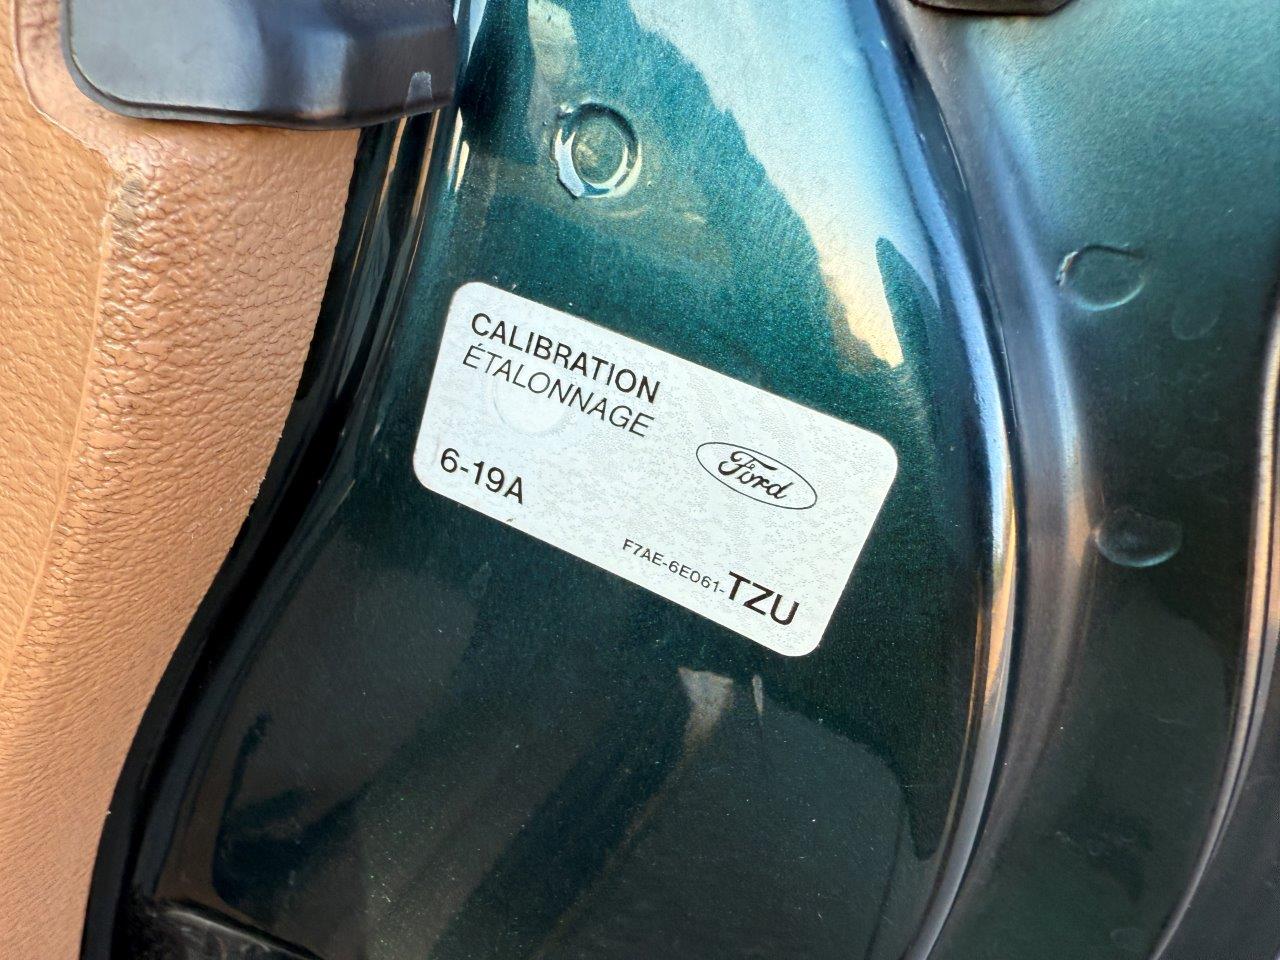 CALIBRATION
ÉTALONNAGE
Ford
6-19A
F7AE-6E061-TZU